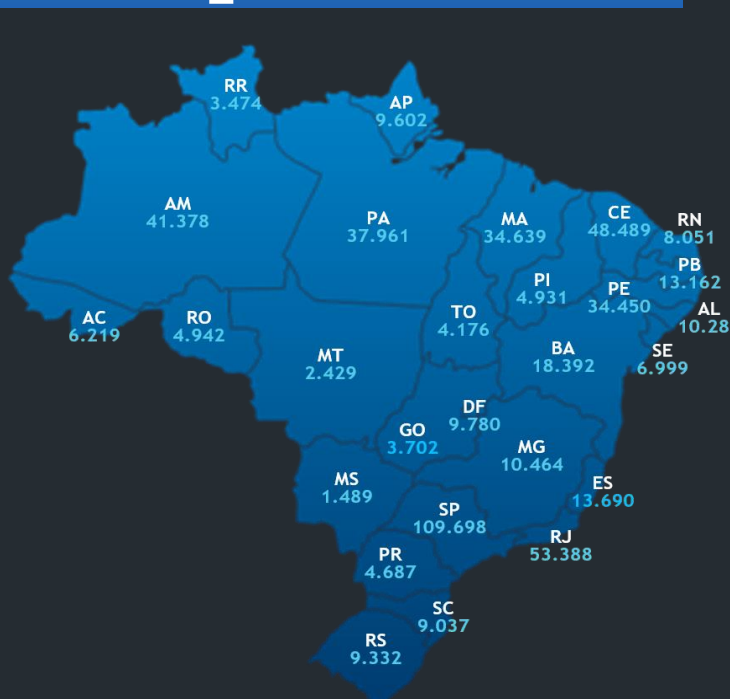 RR
3.474
AP
9.602
AM
41.378
PA
37.961
MA
34.639
CE
48.489
RN
8.051
PI
4.931
PE
34.450
PB
13.162
AC
6.219
RO
4.942
TO
4.176
AL
10.28
MT
2.429
BA
18.392
SE
6.999
DF
9.780
GO
3.702
MG
10.464
MS
1.489
ES
13.690
SP
109.698
RJ
53.388
PR
4.687
SC
9.037
RS
9.332